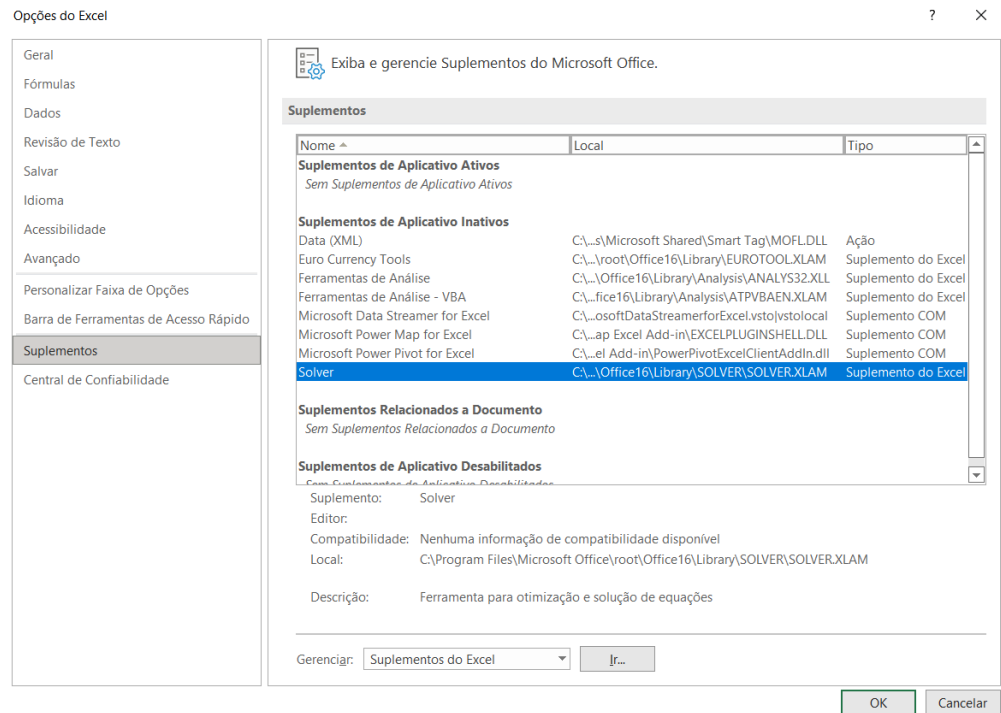 Opções do Excel ? ✕
Geral
Fórmulas
Dados
Revisão de Texto
Salvar
Idioma
Acessibilidade
Avançado
Personalizar Faixa de Opções
Barra de Ferramentas de Acesso Rápido
Suplementos
Central de Confiabilidade
Exiba e gerencie Suplementos do Microsoft Office.
Suplementos
Nome Local Tipo
Suplementos de Aplicativo Ativos
Sem Suplementos de Aplicativo Ativos
Suplementos de Aplicativo Inativos
Data (XML) C:\...s\Microsoft Shared\Smart Tag\MOFL.DLL Ação
Euro Currency Tools C:\...\root\Office16\Library\EUROTOOL.XLAM Suplemento do Excel
Ferramentas de Análise C:\...\Office16\Library\Analysis\ANALYS32.XLL Suplemento do Excel
Ferramentas de Análise - VBA C:\...fice16\Library\Analysis\ATPVBAEN.XLAM Suplemento do Excel
Microsoft Data Streamer for Excel C:\...osoftDataStreamerforExcel.vsto|vstolocal Suplemento COM
Microsoft Power Map for Excel C:\...ap Excel Add-in\EXCELPLUGINSHELL.DLL Suplemento COM
Microsoft Power Pivot for Excel C:\...el Add-in\PowerPivotExcelClientAddIn.dll Suplemento COM
Solver C:\...\Office16\Library\SOLVER\SOLVER.XLAM Suplemento do Excel
Suplementos Relacionados a Documento
Sem Suplementos Relacionados a Documento
Suplementos de Aplicativo Desabilitados
Sem Suplementos de Aplicativo Desabilitados
Suplemento: Solver
Editor:
Compatibilidade: Nenhuma informação de compatibilidade disponível
Local: C:\Program Files\Microsoft Office\root\Office16\Library\SOLVER\SOLVER.XLAM
Descrição: Ferramenta para otimização e solução de equações
Gerenciar: Suplementos do Excel Ir...
OK Cancelar